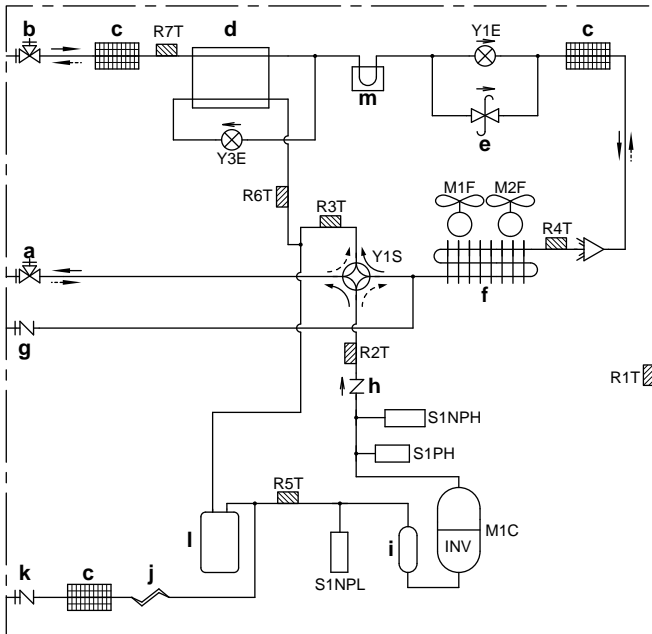 b
c
R7T
d
Y1E
c
m
e
Y3E
M1F
M2F
R6T
R3T
R4T
a
Y1S
f
g
R2T
R1T
h
S1NPH
S1PH
R5T
M1C
l
i
INV
k
c
j
S1NPL